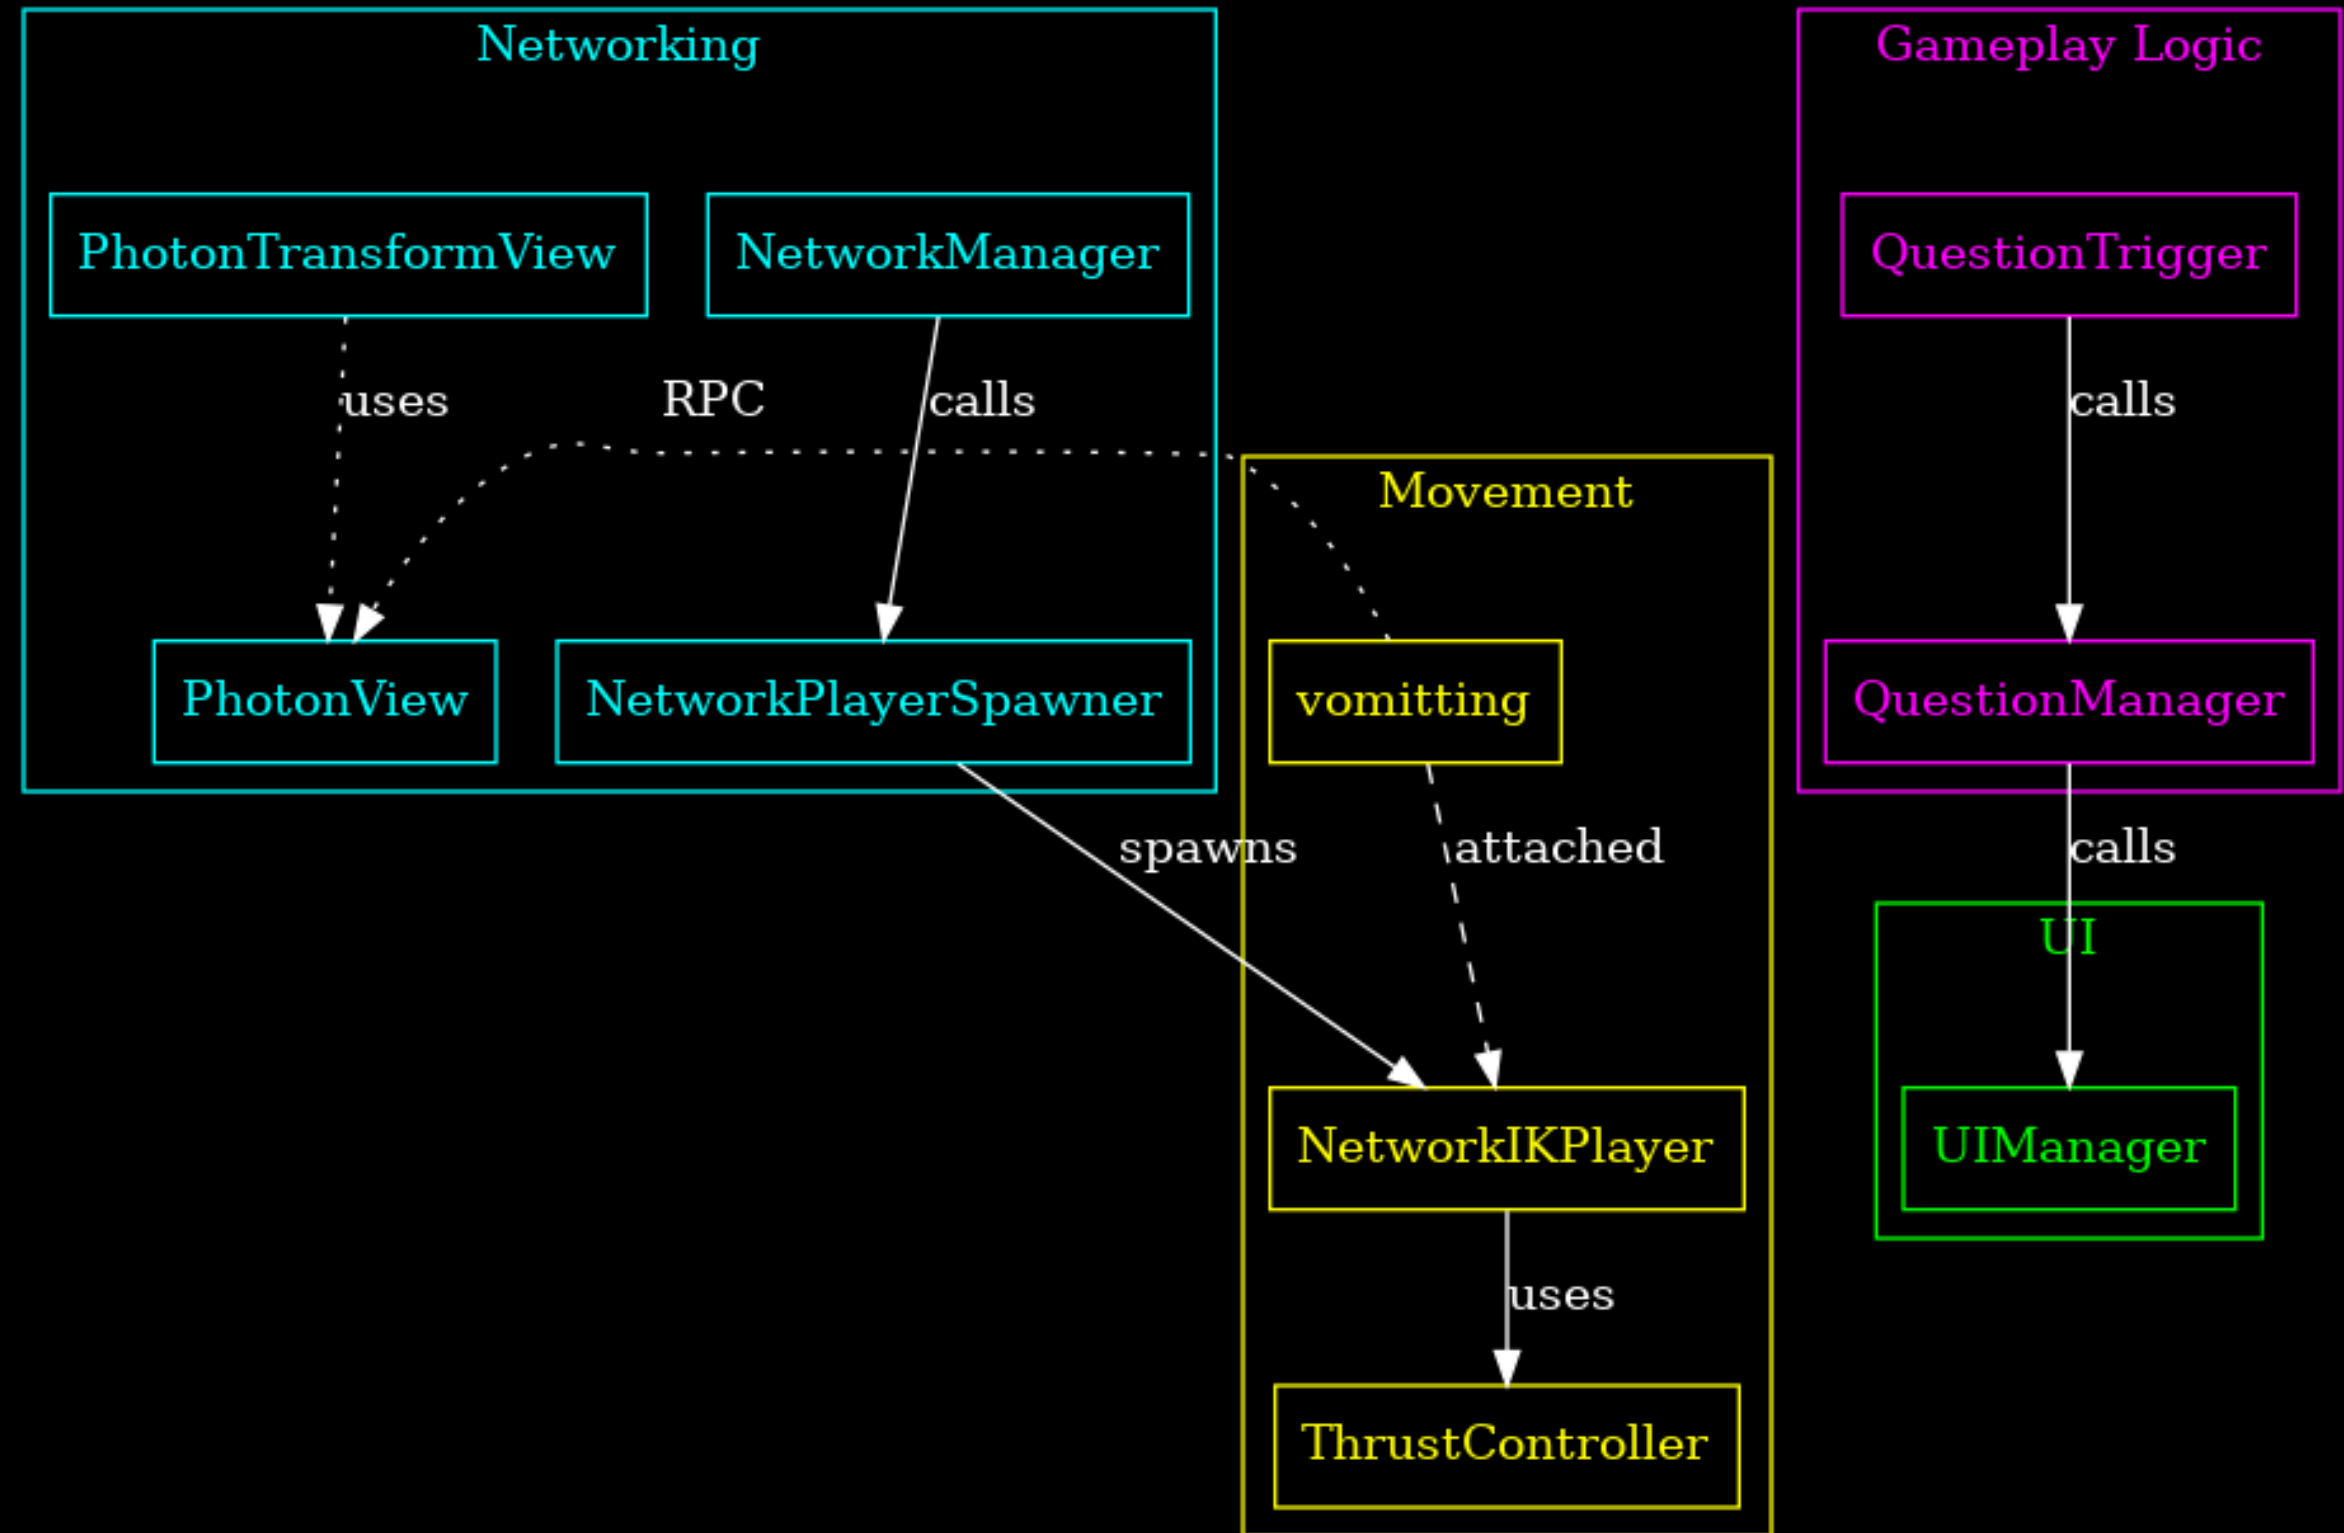 Networking
Gameplay Logic
PhotonTransformView
NetworkManager
QuestionTrigger
uses
RPC
calls
calls
Movement
PhotonView
NetworkPlayerSpawner
vomitting
QuestionManager
spawns
attached
calls
UI
NetworkIKPlayer
UIManager
uses
ThrustController